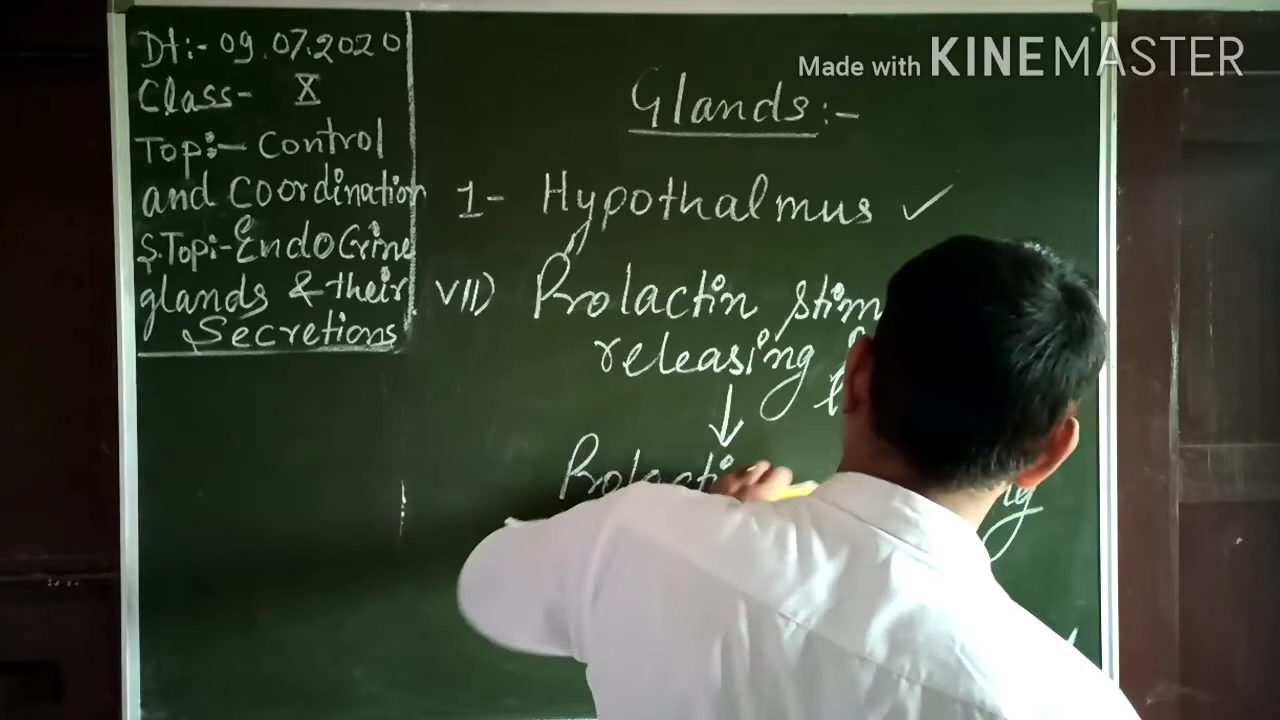 Dt:- 09.07.2020
Class- X
Top:- Control
and Coordination
S.Top:- Endocrine
glands & their
Secretions
Made with KINEMASTER
Glands:-
1- Hypothalmus ✓
VII) Prolactin stim
releasing
↓
Prolacti